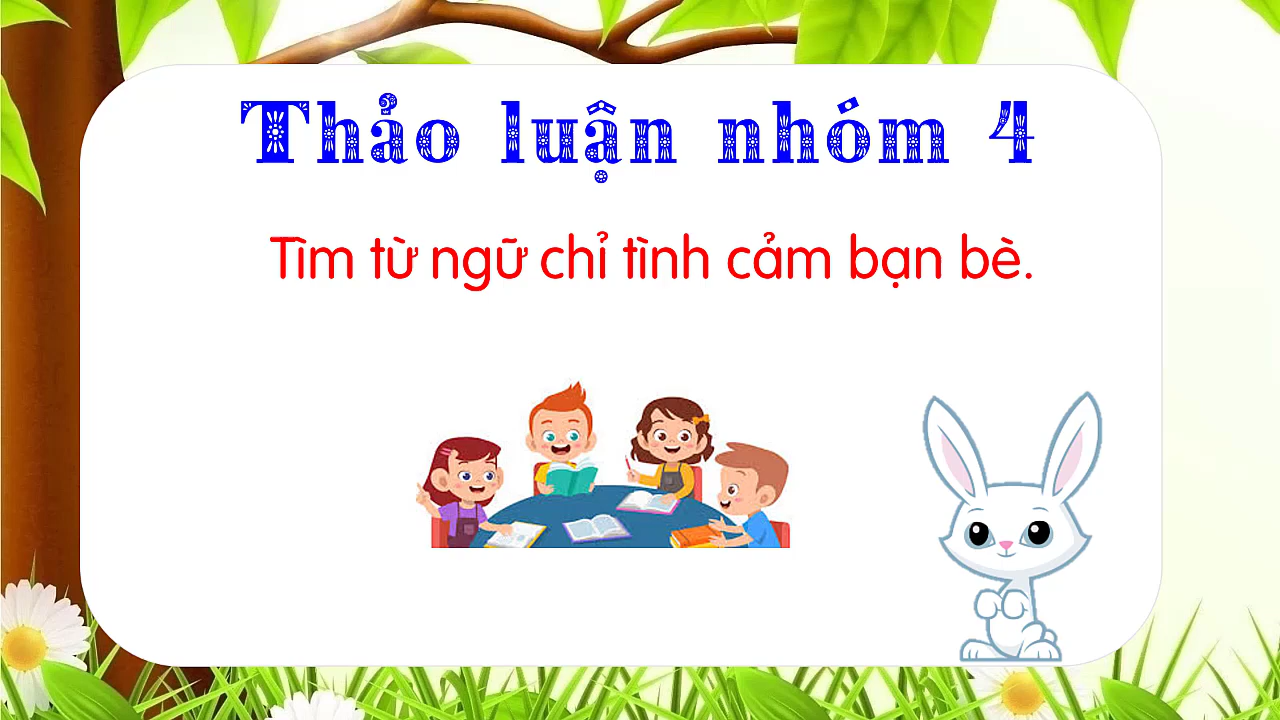 Thảo luận nhóm 4
Tìm từ ngữ chỉ tình cảm bạn bè.